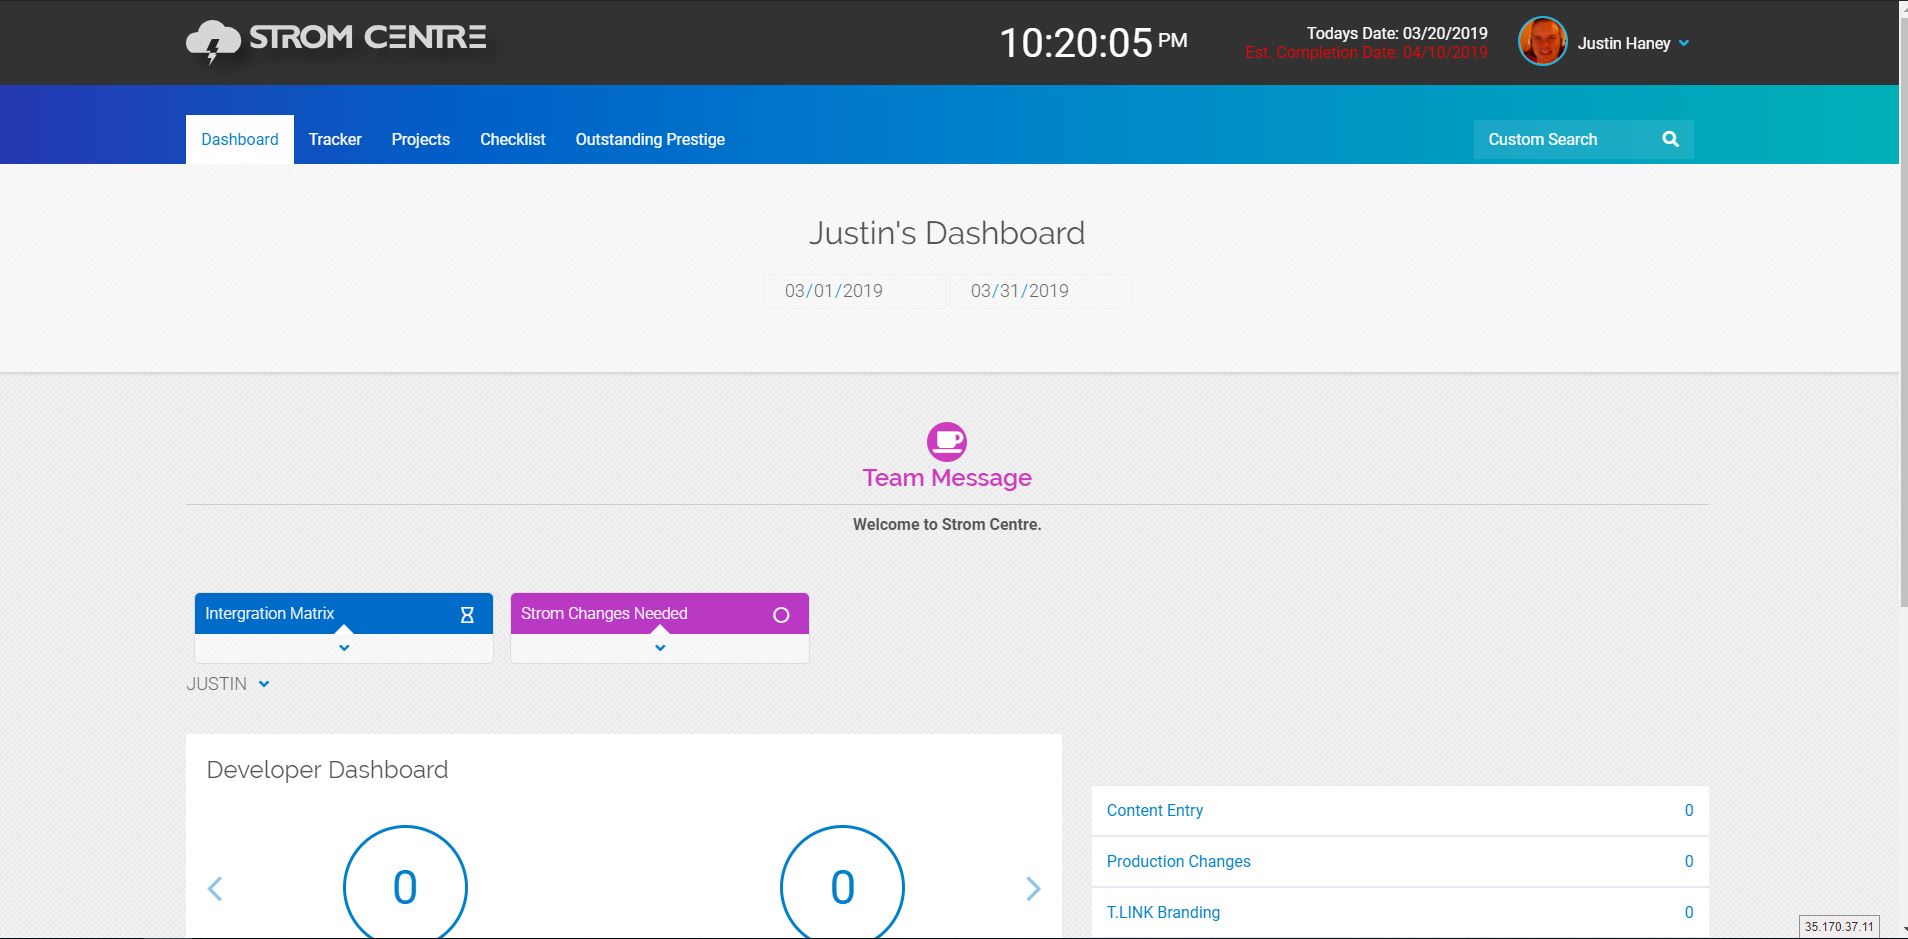 STROM CENTRE
10:20:05 PM
Todays Date: 03/20/2019
Est. Completion Date: 04/10/2019
Justin Haney
Dashboard
Tracker
Projects
Checklist
Outstanding Prestige
Custom Search
Justin's Dashboard
03/01/2019
03/31/2019
Team Message
Welcome to Strom Centre.
Intergration Matrix
Strom Changes Needed
JUSTIN
Developer Dashboard
0
0
Content Entry 0
Production Changes 0
T.LINK Branding 0
35.170.37.11